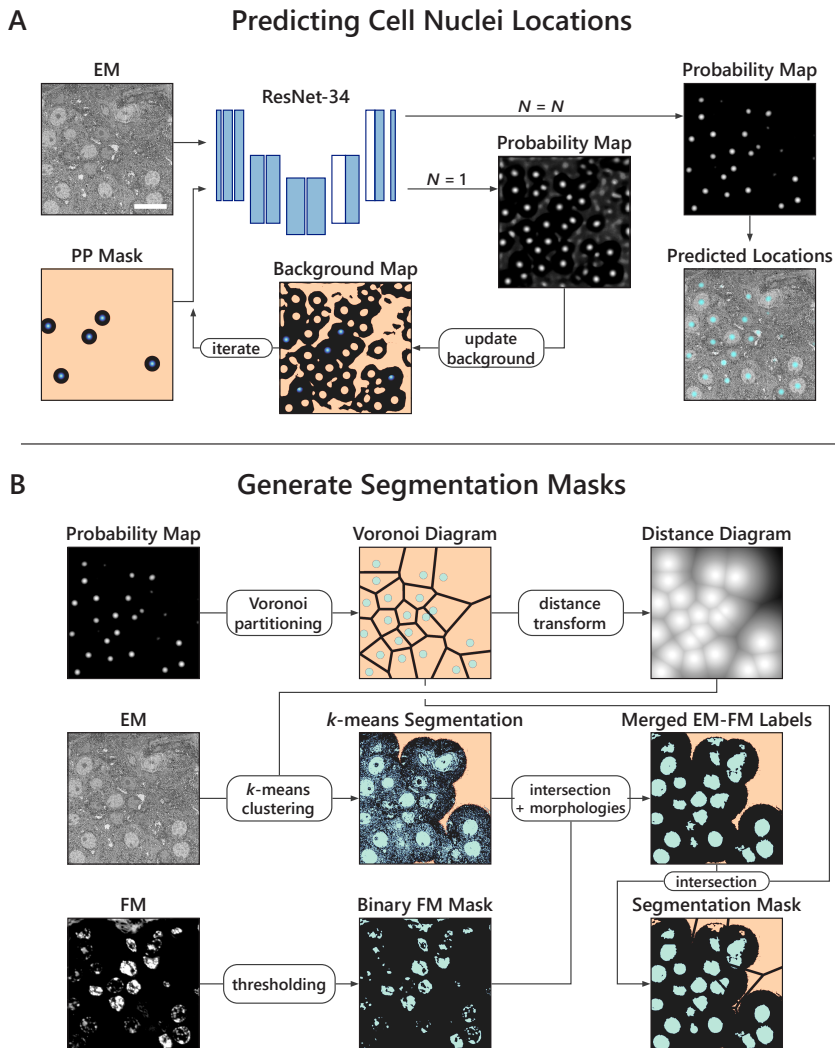 A
Predicting Cell Nuclei Locations
EM
ResNet-34
N = N
Probability Map
Probability Map
N = 1
PP Mask
Background Map
iterate
update
background
Predicted Locations
B
Generate Segmentation Masks
Probability Map
Voronoi
partitioning
Voronoi Diagram
distance
transform
Distance Diagram
EM
k-means
clustering
k-means Segmentation
intersection
+ morphologies
Merged EM-FM Labels
intersection
FM
thresholding
Binary FM Mask
Segmentation Mask